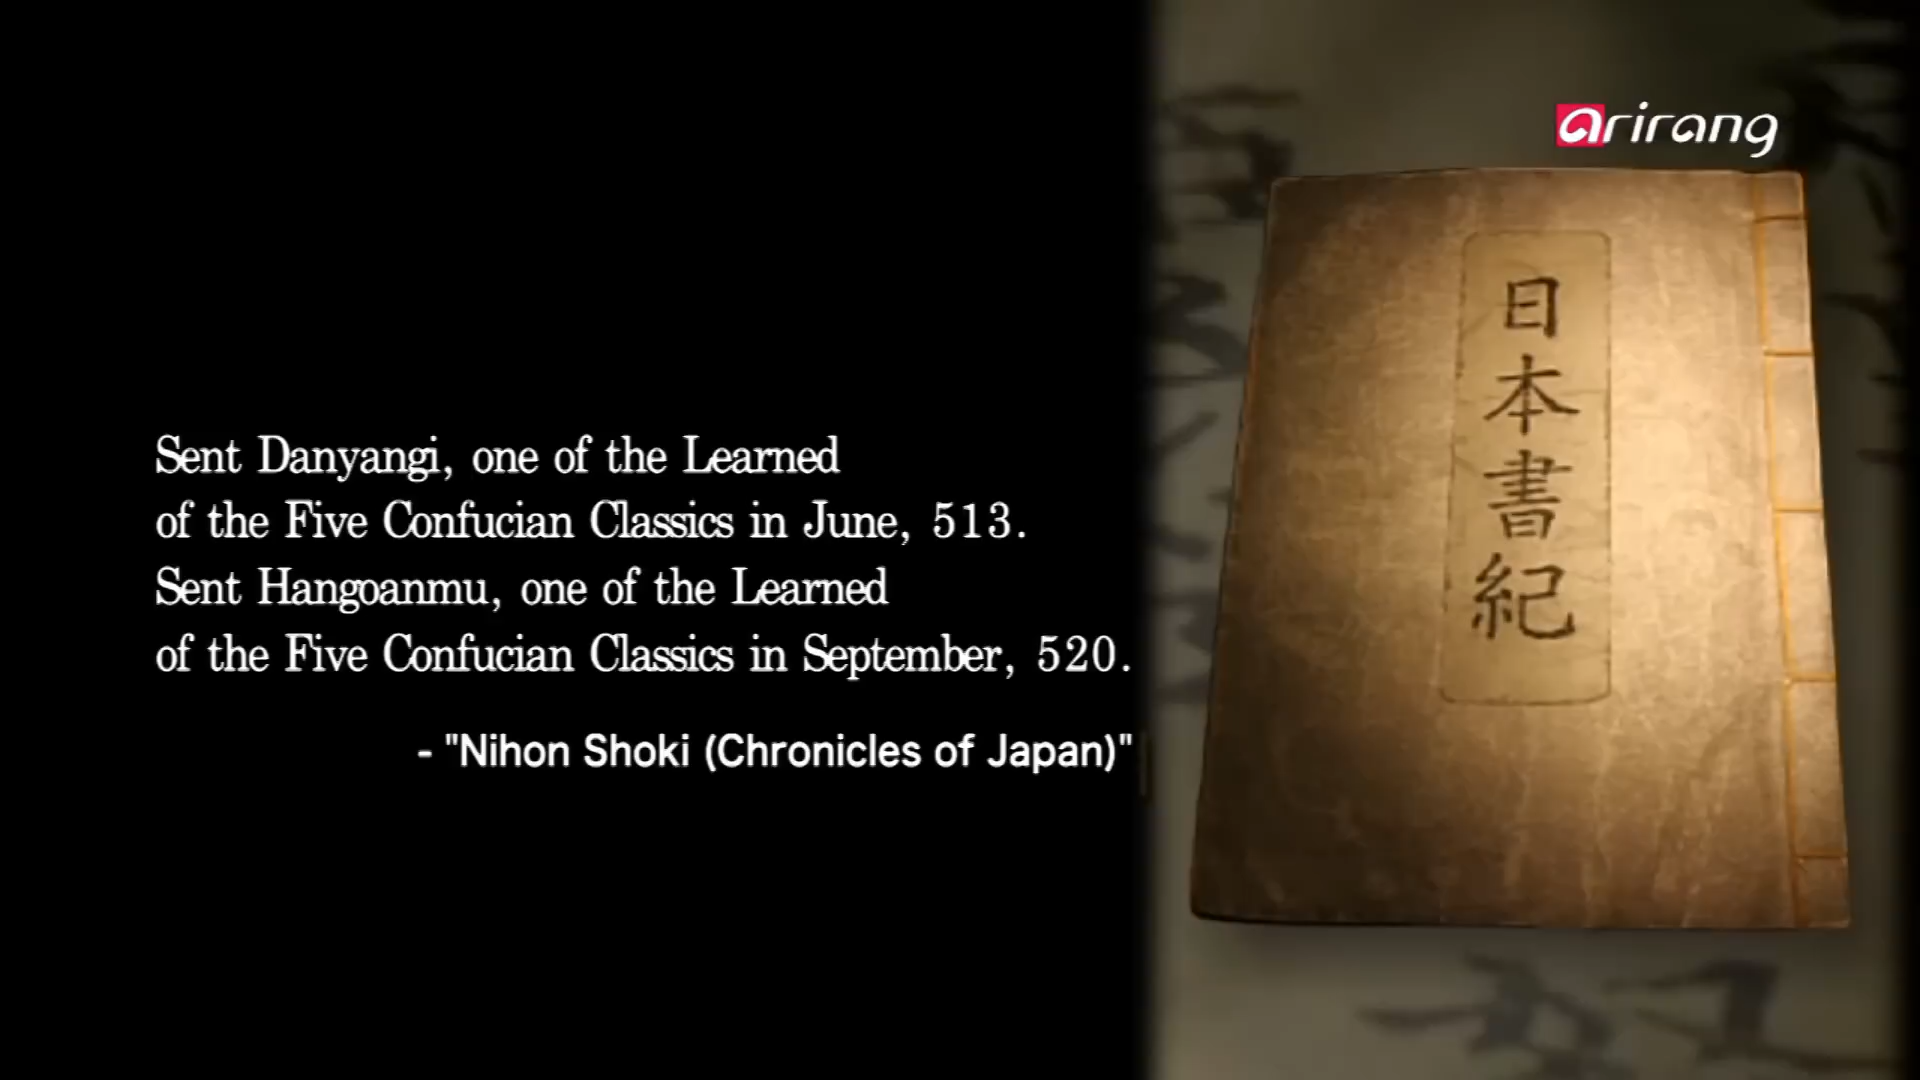 Sent Danyangi, one of the Learned
of the Five Confucian Classics in June, 513.
Sent Hangoanmu, one of the Learned
of the Five Confucian Classics in September, 520.
- "Nihon Shoki (Chronicles of Japan)"
arirang
日本書紀